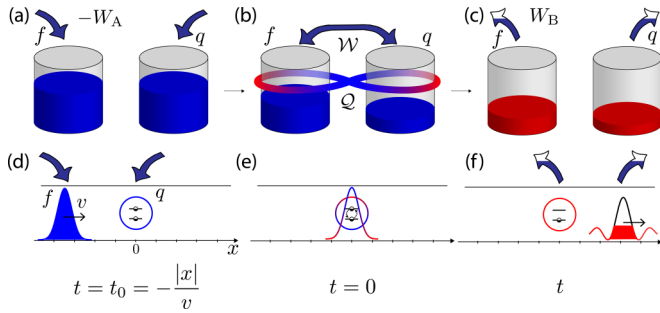 (a) −W_A (b) (c) W_B
f q f q f q
𝒲
𝒬
(d) (e) (f)
f v q
0 x
t = t_0 = −|x|/v t = 0 t